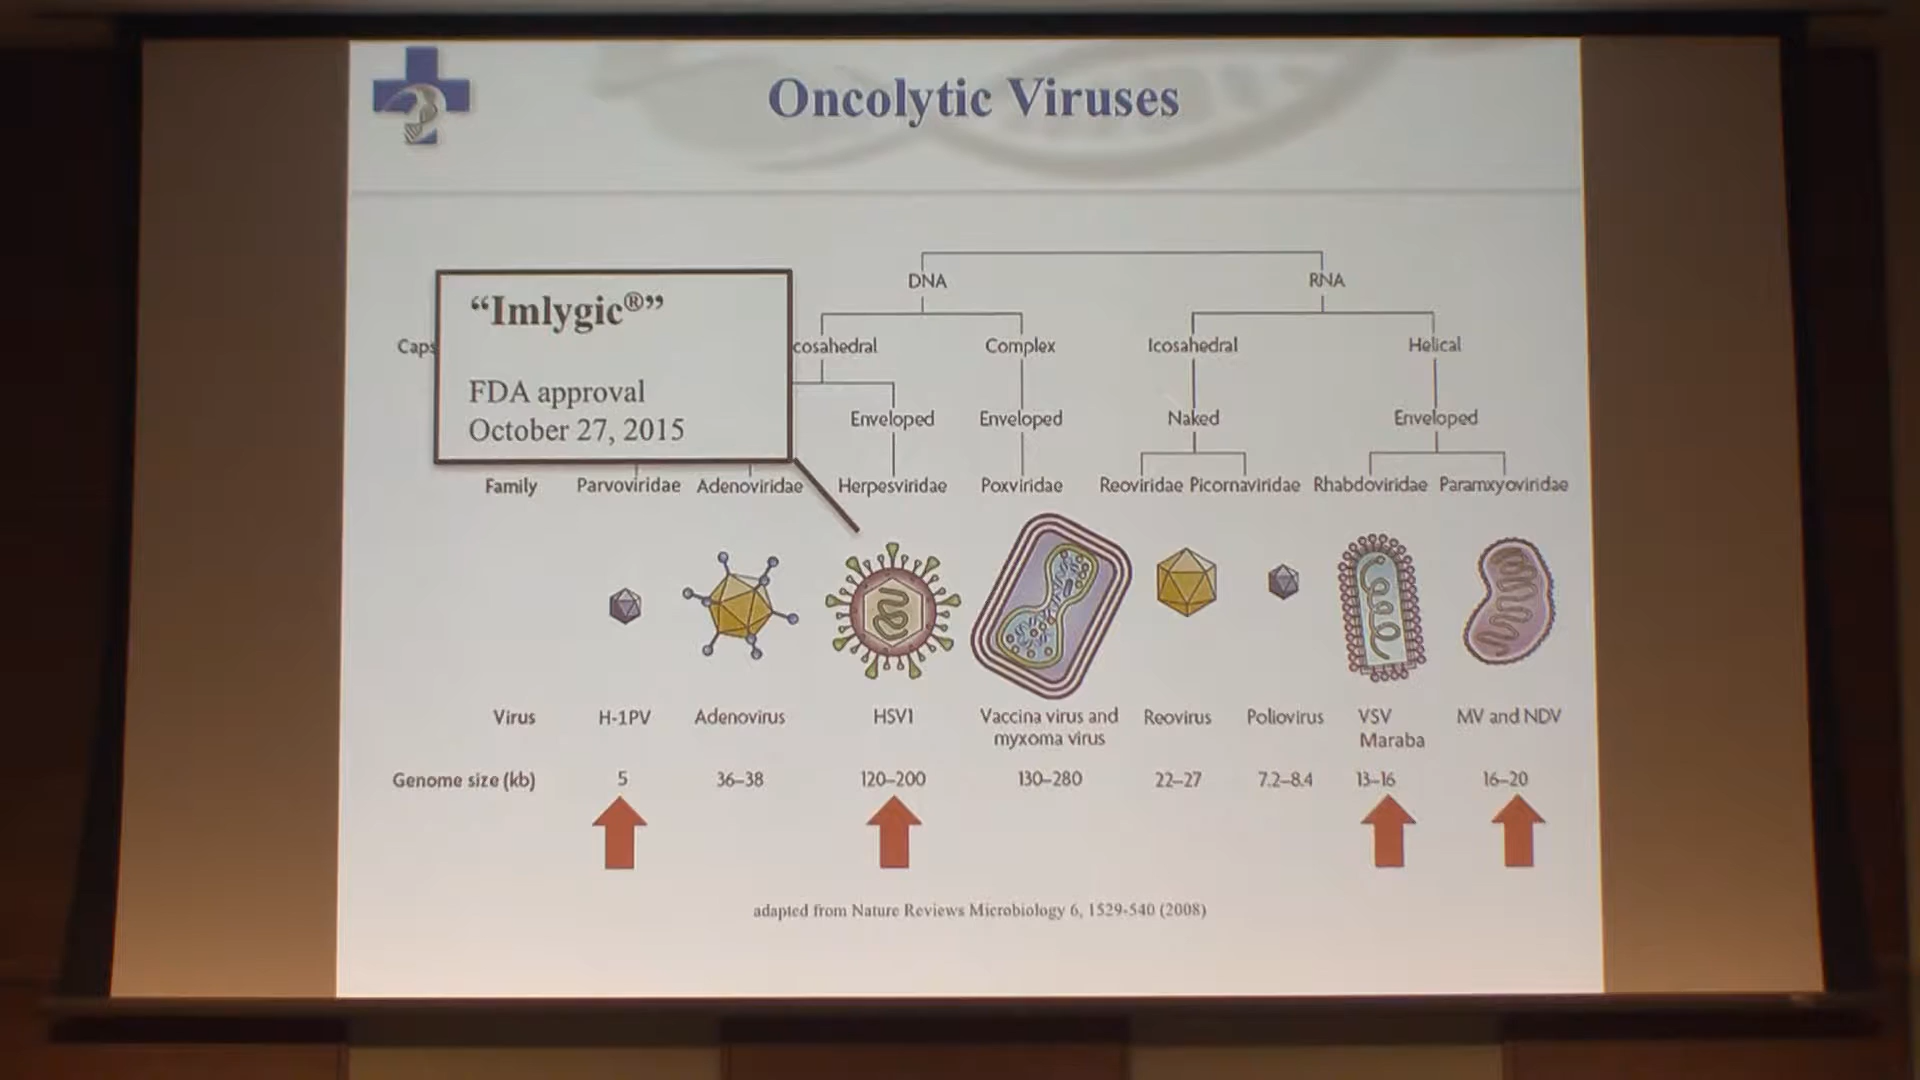 Oncolytic Viruses
DNA
RNA
“Imlygic®”
FDA approval
October 27, 2015
Caps
cosahedral
Complex
Icosahedral
Helical
Enveloped
Enveloped
Naked
Enveloped
Family
Parvoviridae
Adenoviridae
Herpesviridae
Poxviridae
Reoviridae
Picornaviridae
Rhabdoviridae
Paramxyoviridae
Virus
H-1PV
Adenovirus
HSV1
Vaccina virus and
myxoma virus
Reovirus
Poliovirus
VSV
Maraba
MV and NDV
Genome size (kb)
5
36–38
120–200
130–280
22–27
7.2–8.4
13–16
16–20
adapted from Nature Reviews Microbiology 6, 1529-540 (2008)